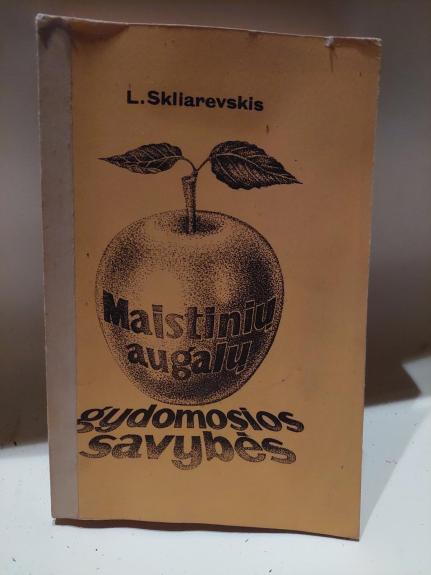 L. Skliarevskis
Maistinių
augalų
gydomosios
savybės